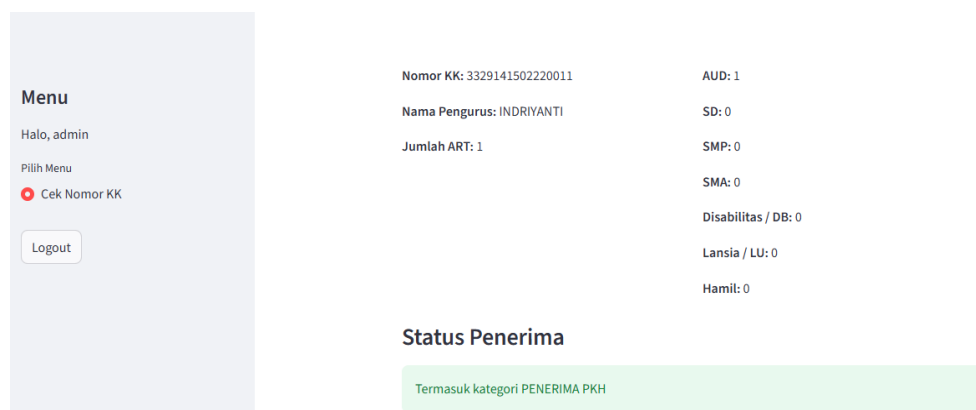 Menu
Halo, admin
Pilih Menu
Cek Nomor KK
Logout
Nomor KK: 3329141502220011
Nama Pengurus: INDRIYANTI
Jumlah ART: 1
AUD: 1
SD: 0
SMP: 0
SMA: 0
Disabilitas / DB: 0
Lansia / LU: 0
Hamil: 0
Status Penerima
Termasuk kategori PENERIMA PKH